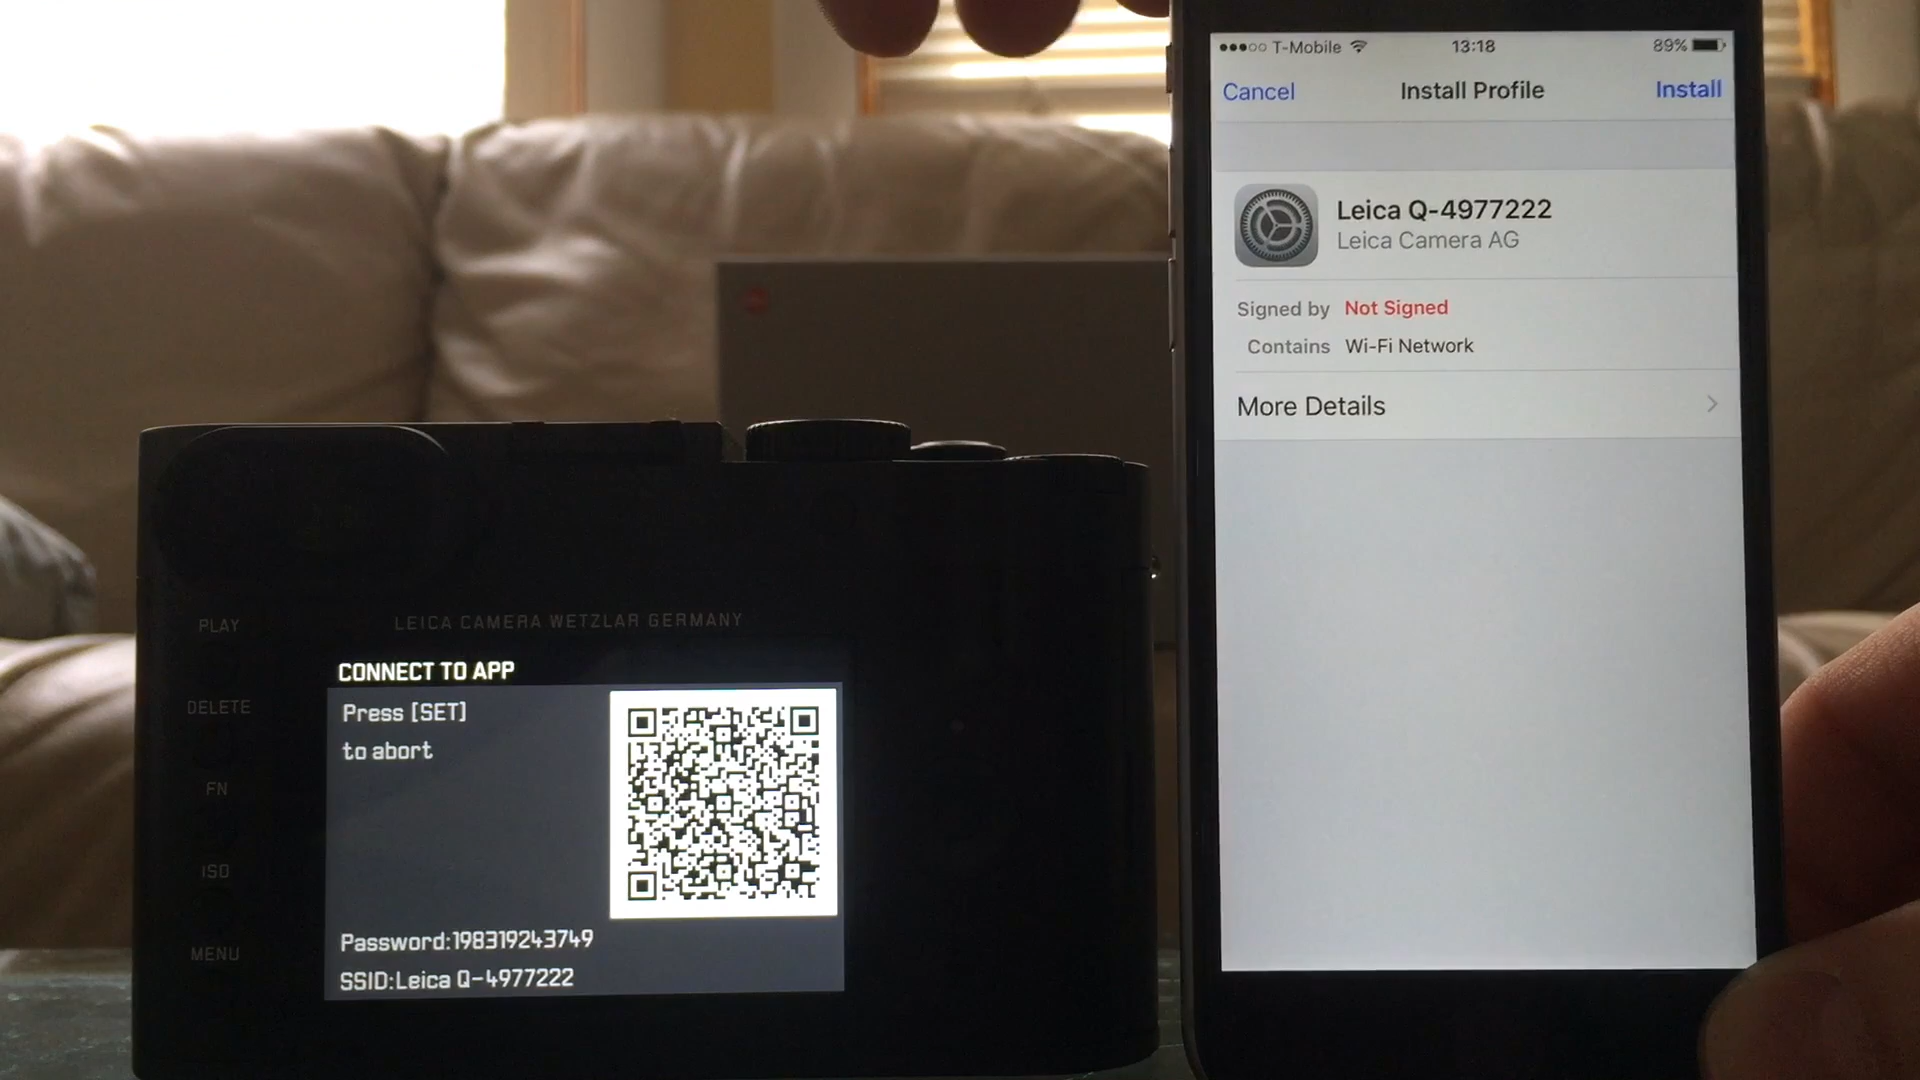 PLAY
DELETE
FN
ISO
MENU
LEICA CAMERA WETZLAR GERMANY
CONNECT TO APP
Press [SET]
to abort
Password:198319243749
SSID:Leica Q-4977222
T-Mobile 13:18 89%
Cancel Install Profile Install
Leica Q-4977222
Leica Camera AG
Signed by Not Signed
Contains Wi-Fi Network
More Details